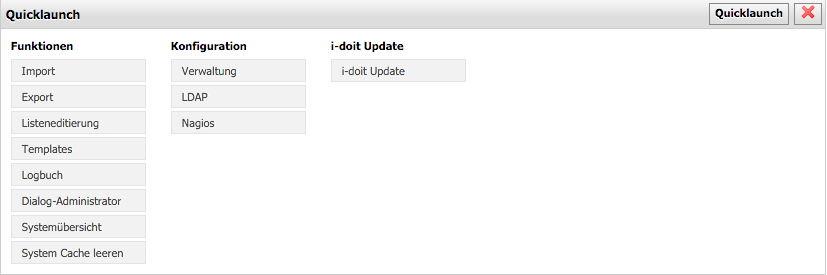 Quicklaunch
Quicklaunch
Funktionen
Import
Export
Listeneditierung
Templates
Logbuch
Dialog-Administrator
Systemübersicht
System Cache leeren
Konfiguration
Verwaltung
LDAP
Nagios
i-doit Update
i-doit Update